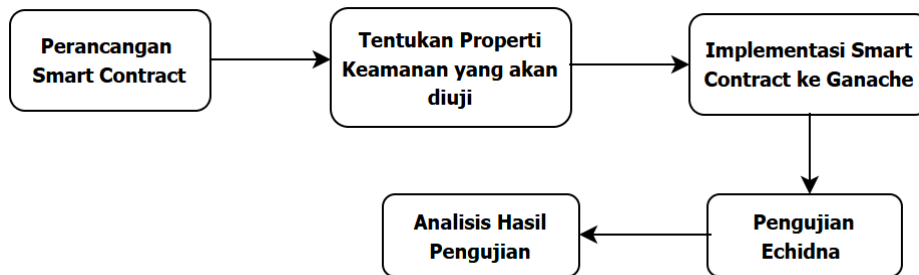 Perancangan
Smart Contract
Tentukan Properti
Keamanan yang akan
diuji
Implementasi Smart
Contract ke Ganache
Pengujian
Echidna
Analisis Hasil
Pengujian